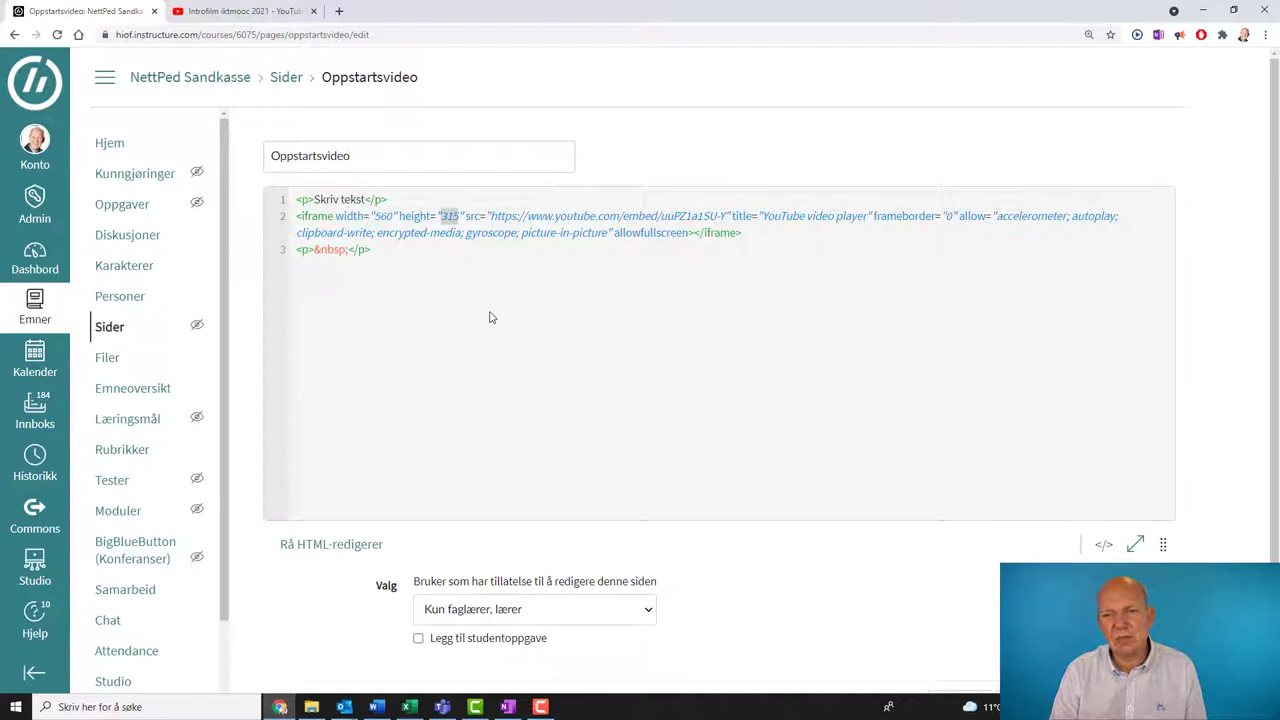 Oppstartsvideo: NettPed Sandka
Introfilm iktmooc 2021 - YouTub
hiof.instructure.com/courses/6075/pages/oppstartsvideo/edit
NettPed Sandkasse > Sider > Oppstartsvideo
Konto
Admin
Dashbord
Emner
Kalender
184
Innboks
Historikk
Commons
Studio
10
Hjelp
Hjem
Kunngjøringer
Oppgaver
Diskusjoner
Karakterer
Personer
Sider
Filer
Emneoversikt
Læringsmål
Rubrikker
Tester
Moduler
BigBlueButton
(Konferanser)
Samarbeid
Chat
Attendance
Studio
Oppstartsvideo
1 <p>Skriv tekst</p>
2 <iframe width="560" height="315" src="https://www.youtube.com/embed/uuPZ1a1SU-Y" title="YouTube video player" frameborder="0" allow="accelerometer; autoplay;
clipboard-write; encrypted-media; gyroscope; picture-in-picture" allowfullscreen></iframe>
3 <p>&nbsp;</p>
Rå HTML-redigerer
</>
Valg
Bruker som har tillatelse til å redigere denne siden
Kun faglærer, lærer
Legg til studentoppgave
Skriv her for å søke
11°